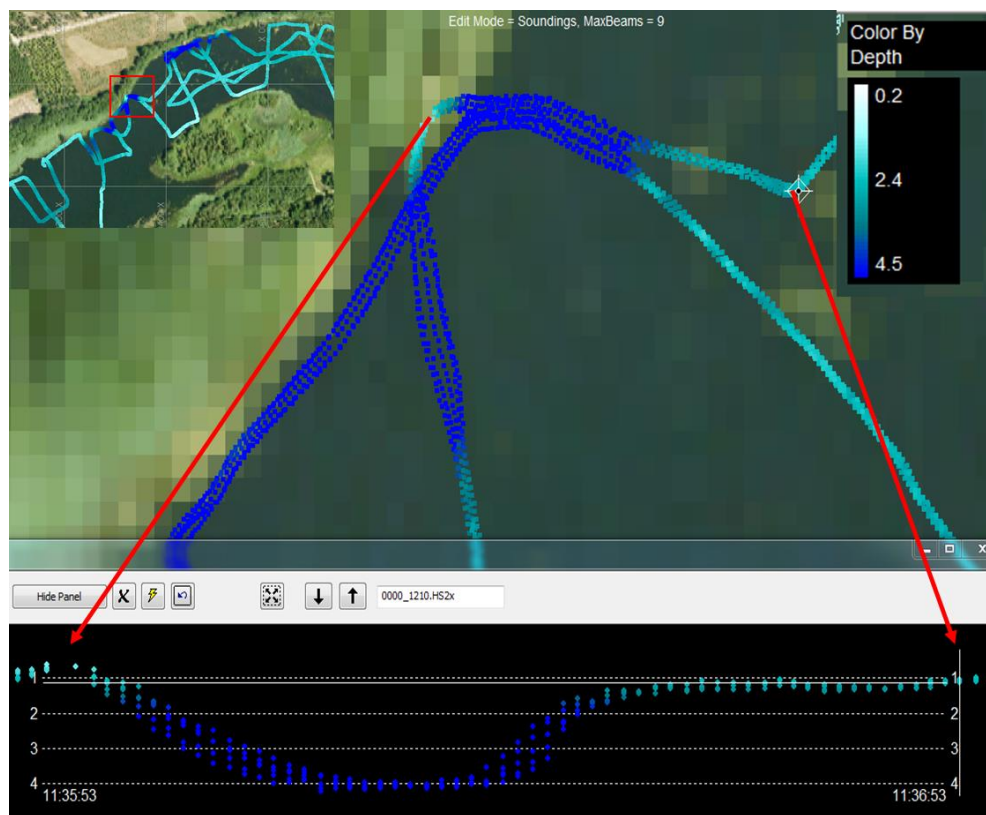 Edit Mode = Soundings, MaxBeams = 9
Color By
Depth
0.2
2.4
4.5
Hide Panel
0000_1210.HS2x
1 1
2 2
3 3
4 4
11:35:53 11:36:53